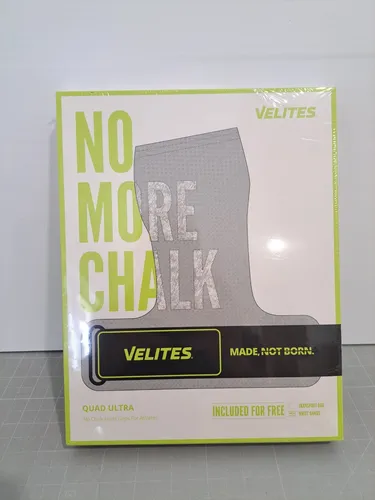 VELITES
NO
MORE
CHALK
VELITES
MADE, NOT BORN.
QUAD ULTRA
INCLUDED FOR FREE